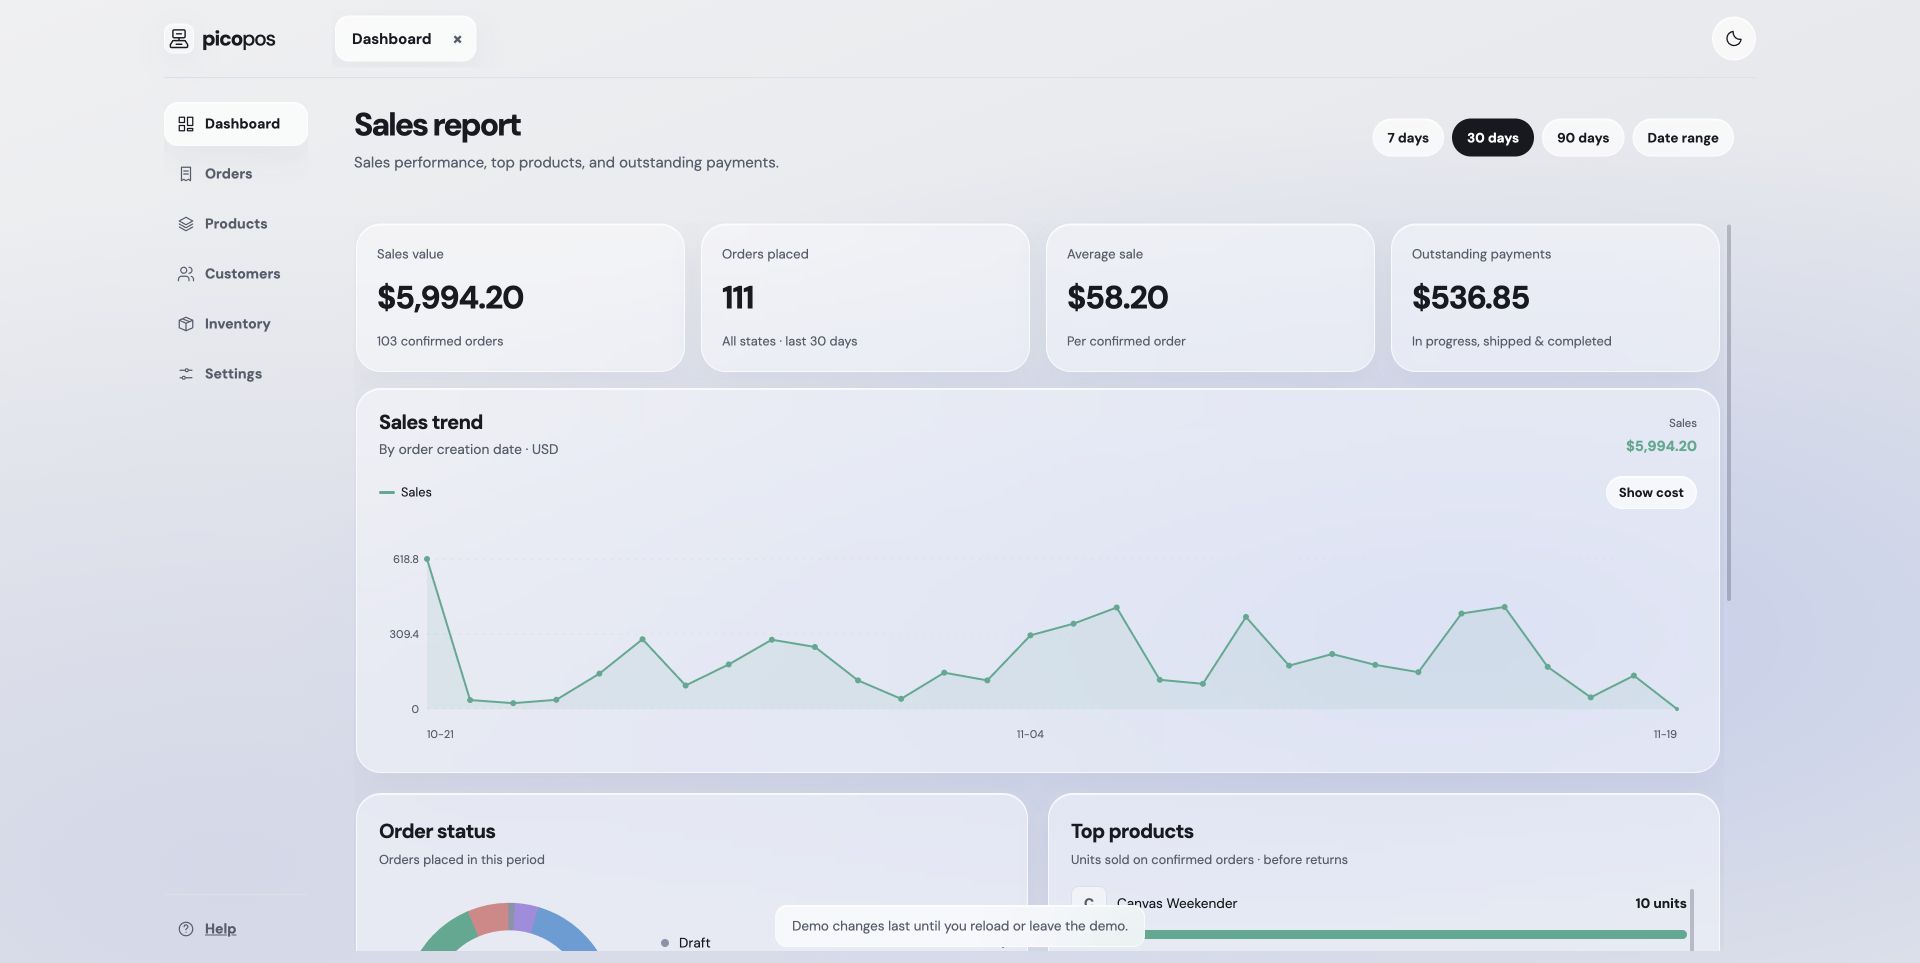 picopos
Dashboard ×
Dashboard
Orders
Products
Customers
Inventory
Settings
Help
Sales report
Sales performance, top products, and outstanding payments.
7 days
30 days
90 days
Date range
Sales value
$5,994.20
103 confirmed orders
Orders placed
111
All states · last 30 days
Average sale
$58.20
Per confirmed order
Outstanding payments
$536.85
In progress, shipped & completed
Sales trend
By order creation date · USD
Sales
$5,994.20
Sales
Show cost
618.8
309.4
0
10-21
11-04
11-19
Order status
Orders placed in this period
Draft
Top products
Units sold on confirmed orders · before returns
C
Canvas Weekender
10 units
Demo changes last until you reload or leave the demo.